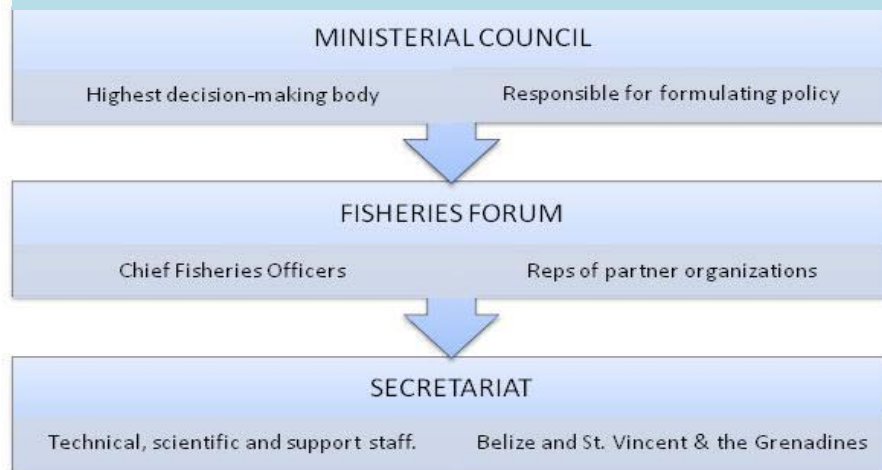 MINISTERIAL COUNCIL
Highest decision-making body Responsible for formulating policy
FISHERIES FORUM
Chief Fisheries Officers Reps of partner organizations
SECRETARIAT
Technical, scientific and support staff. Belize and St. Vincent & the Grenadines